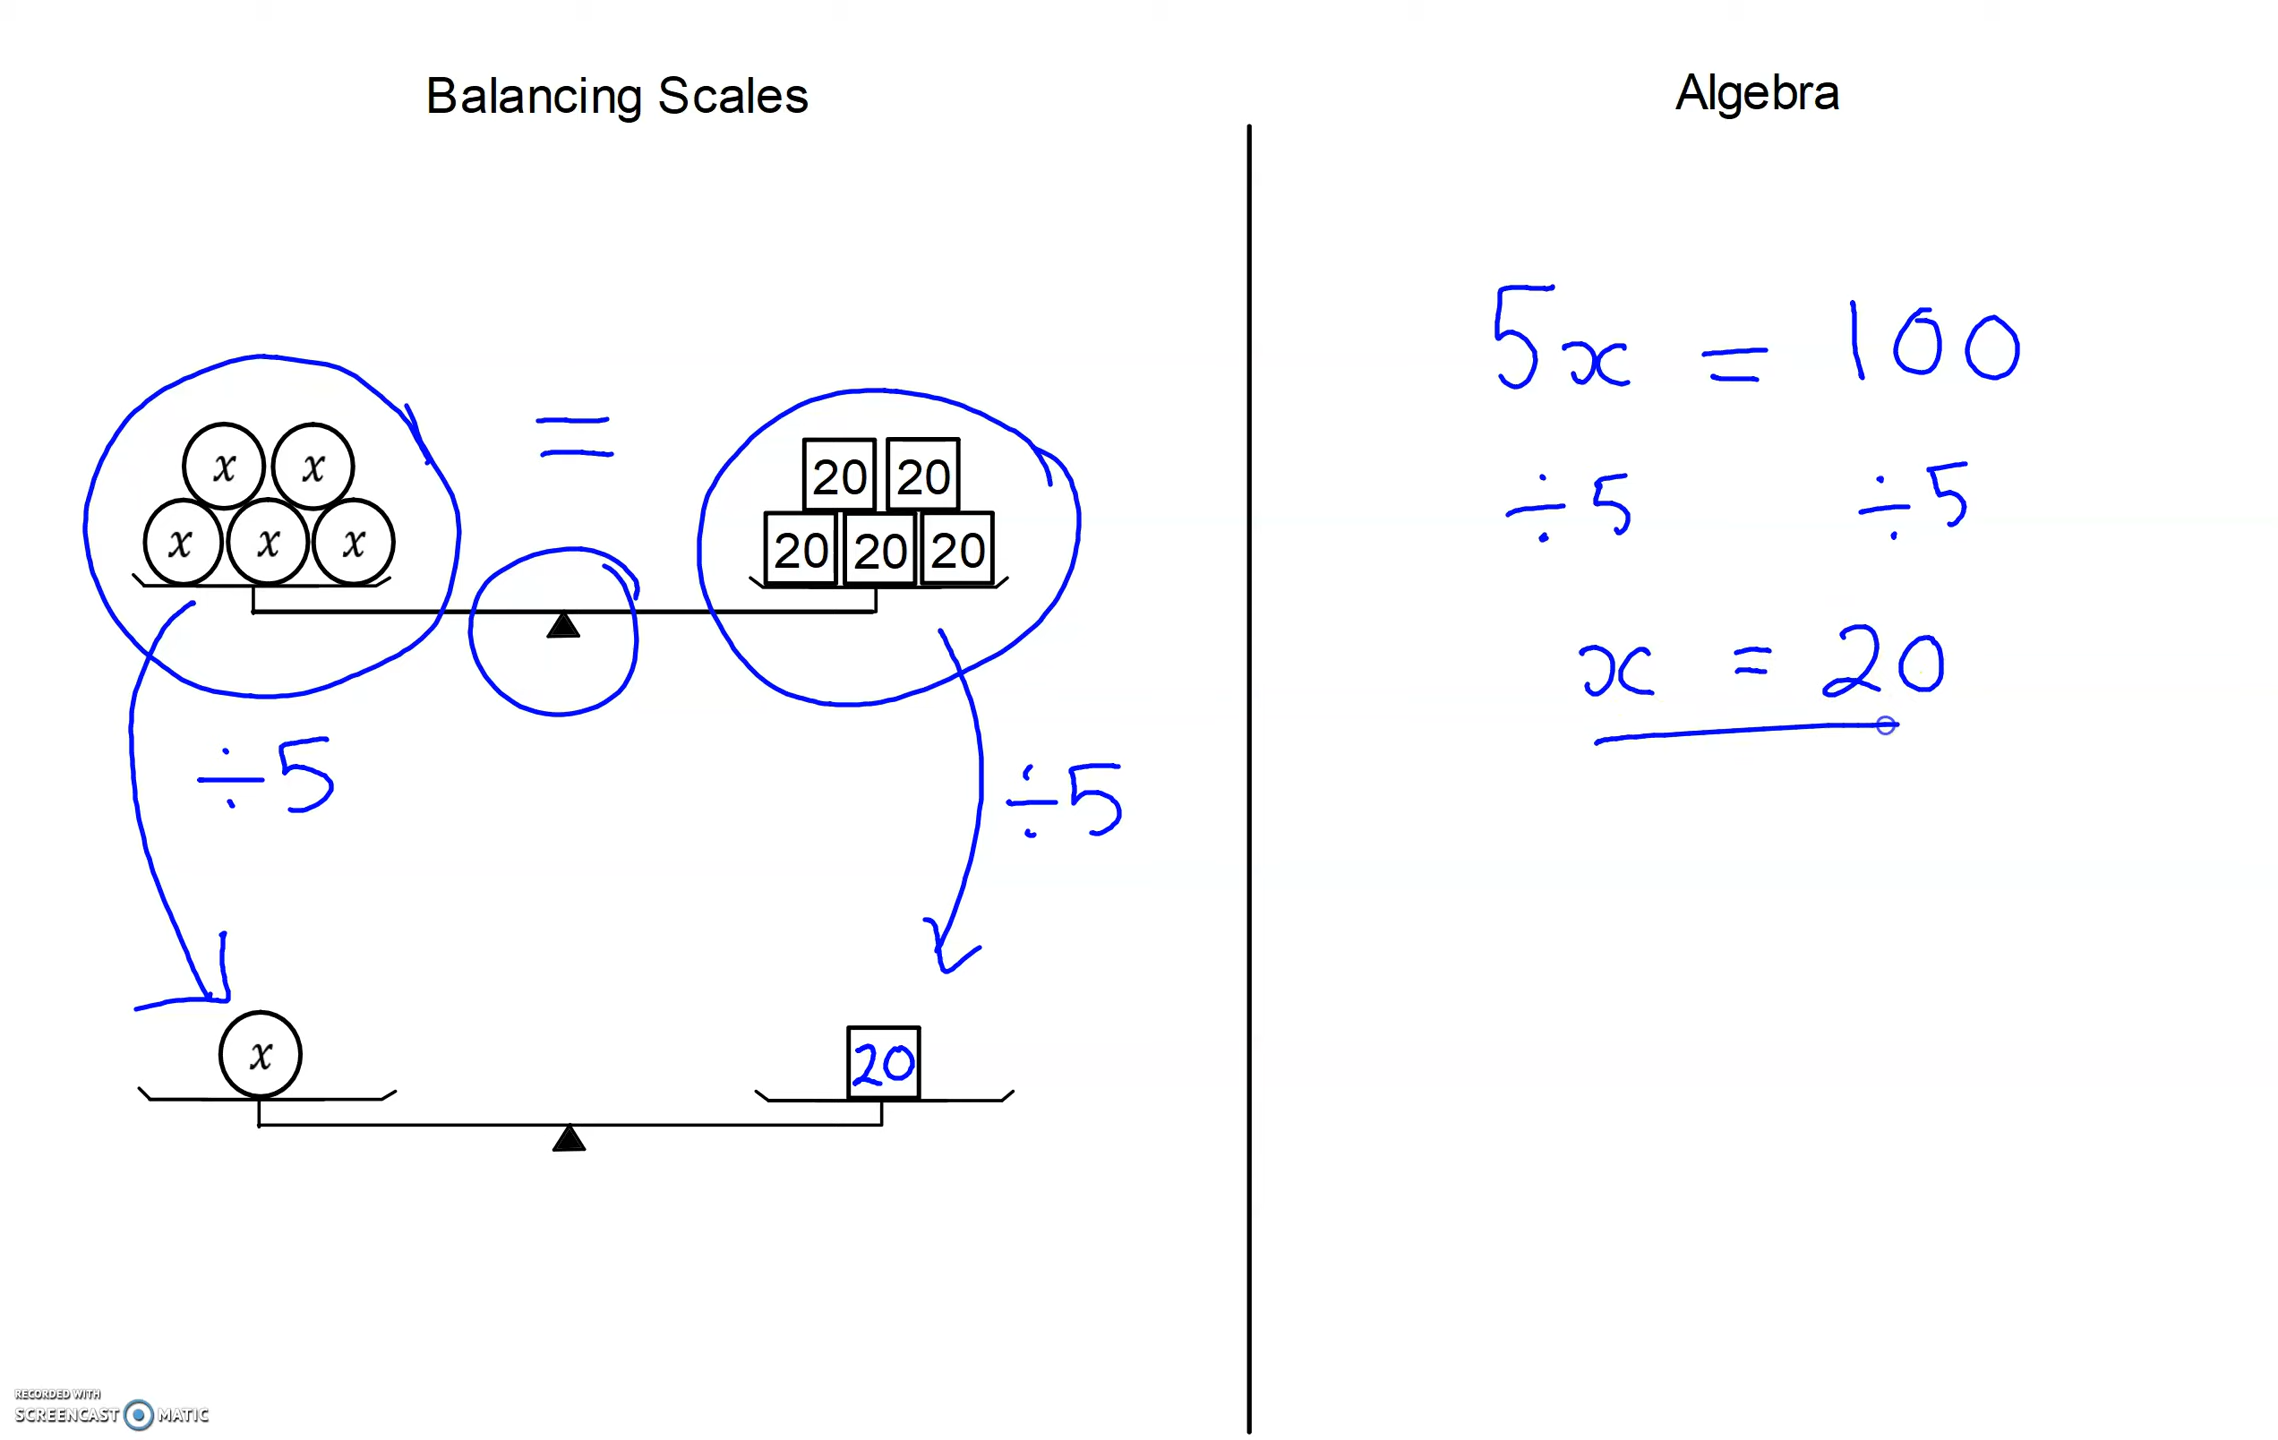 Balancing Scales
=
x x
20 20
x x x
20 20 20
÷5
÷5
x
20
Algebra
5x = 100
÷5 ÷5
x = 20
RECORDED WITH
SCREENCAST MATIC